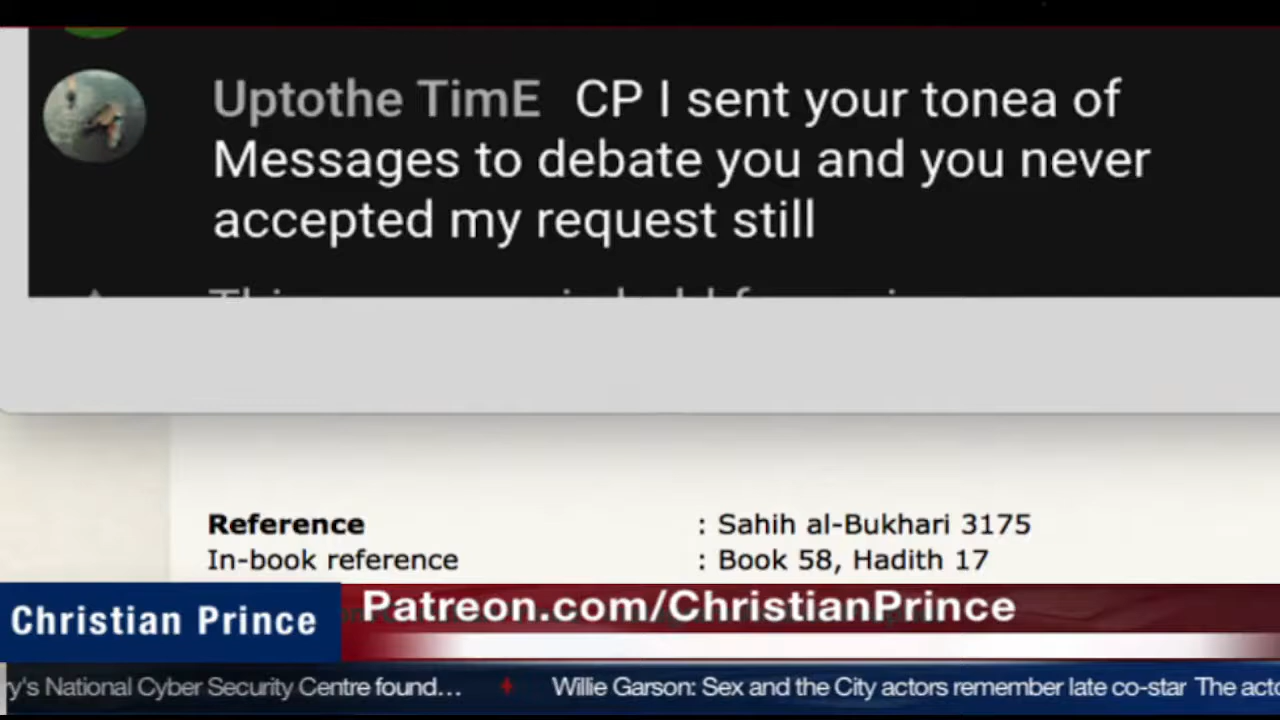 Uptothe TimE CP I sent your tonea of
Messages to debate you and you never
accepted my request still
Reference : Sahih al-Bukhari 3175
In-book reference : Book 58, Hadith 17
Christian Prince
Patreon.com/ChristianPrince
ry's National Cyber Security Centre found... Willie Garson: Sex and the City actors remember late co-star The acto